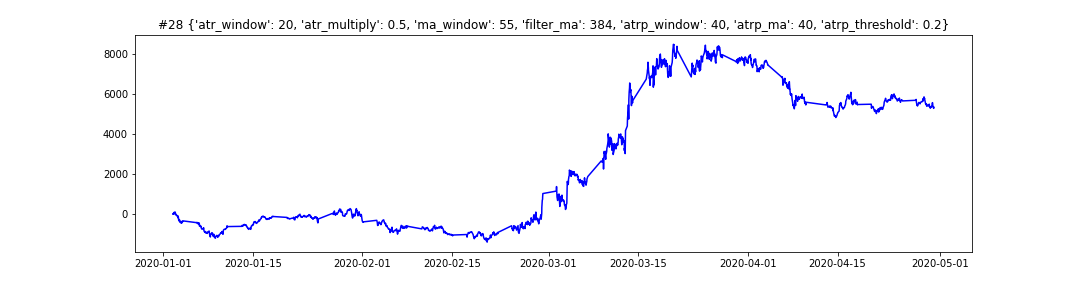 #28 {'atr_window': 20, 'atr_multiply': 0.5, 'ma_window': 55, 'filter_ma': 384, 'atrp_window': 40, 'atrp_ma': 40, 'atrp_threshold': 0.2}
8000
6000
4000
2000
0
2020-01-01 2020-01-15 2020-02-01 2020-02-15 2020-03-01 2020-03-15 2020-04-01 2020-04-15 2020-05-01